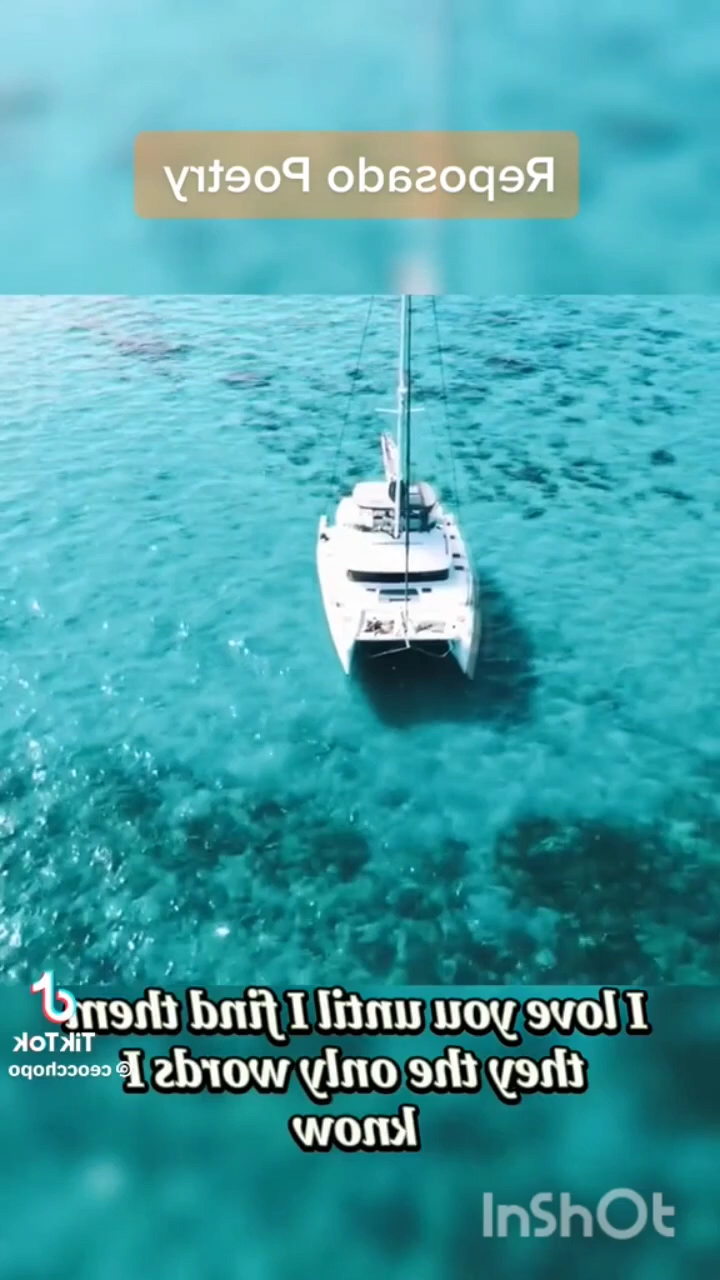 Reposado Poetry
I love you until I find them
they the only words I
know
TikTok
@ceocchopo
InShOt